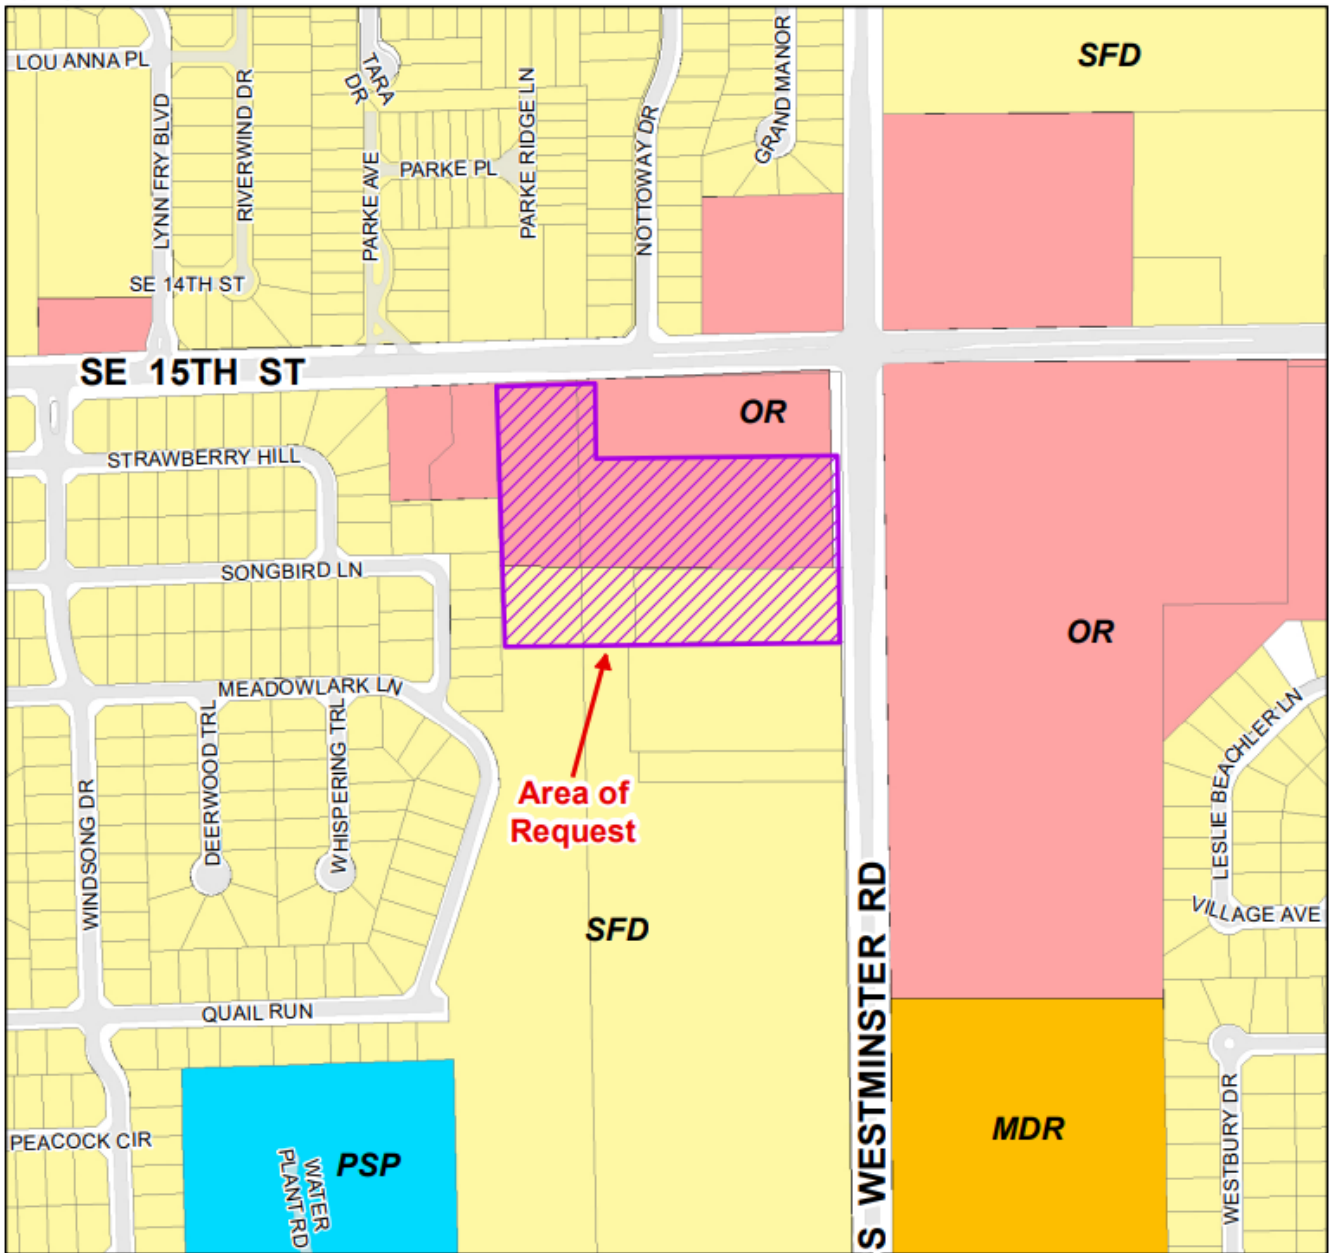 SFD
LOU ANNA PL
TARA
DR
GRAND MANOR
LYNN FRY BLVD
RIVERWIND DR
PARKE AVE
PARKE PL
PARKE RIDGE LN
NOTTOWAY DR
SE 14TH ST
SE 15TH ST
OR
STRAWBERRY HILL
SONGBIRD LN
OR
MEADOWLARK LN
DEERWOOD TRL
WHISPERING TRL
WINDSONG DR
Area of
Request
LESLIE BEACHLER LN
VILLAGE AVE
SFD
S WESTMINSTER RD
QUAIL RUN
MDR
PEACOCK CIR
PSP
WATER
PLANT RD
WESTBURY DR